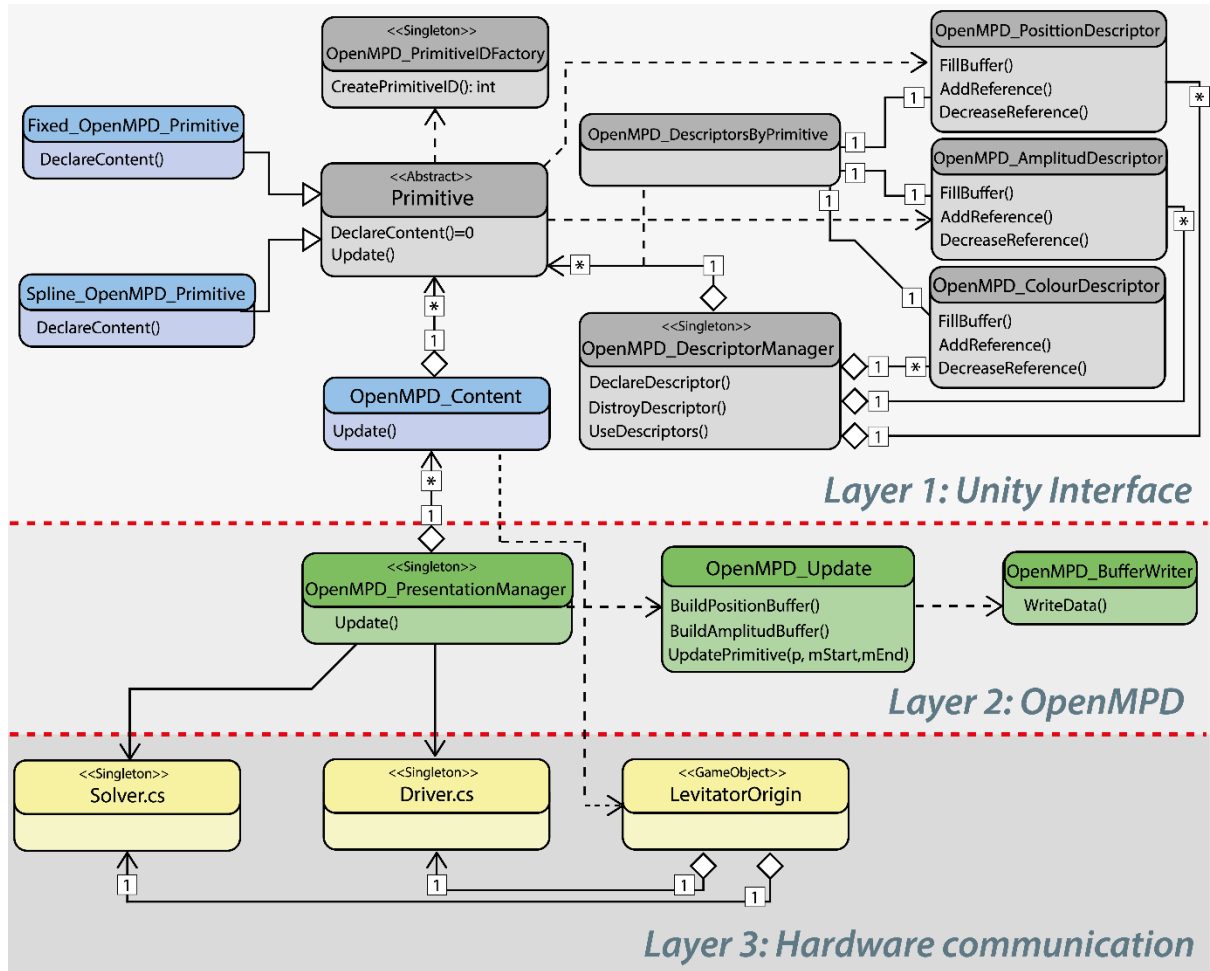 <<Singleton>>
OpenMPD_PrimitiveIDFactory
CreatePrimitiveID(): int
OpenMPD_PosittionDescriptor
FillBuffer()
AddReference()
DecreaseReference()
Fixed_OpenMPD_Primitive
DeclareContent()
OpenMPD_DescriptorsByPrimitive
1
1
*
1
1
1
OpenMPD_AmplitudDescriptor
FillBuffer()
AddReference()
DecreaseReference()
*
<<Abstract>>
Primitive
DeclareContent()=0
Update()
*
1
1
Spline_OpenMPD_Primitive
DeclareContent()
OpenMPD_ColourDescriptor
FillBuffer()
AddReference()
DecreaseReference()
*
1
<<Singleton>>
OpenMPD_DescriptorManager
DeclareDescriptor()
DistroyDescriptor()
UseDescriptors()
1
*
1
1
OpenMPD_Content
Update()
*
1
Layer 1: Unity Interface
<<Singleton>>
OpenMPD_PresentationManager
Update()
OpenMPD_Update
BuildPositionBuffer()
BuildAmplitudBuffer()
UpdatePrimitive(p, mStart,mEnd)
OpenMPD_BufferWriter
WriteData()
Layer 2: OpenMPD
<<Singleton>>
Solver.cs
<<Singleton>>
Driver.cs
<<GameObject>>
LevitatorOrigin
1
1
1
1
Layer 3: Hardware communication